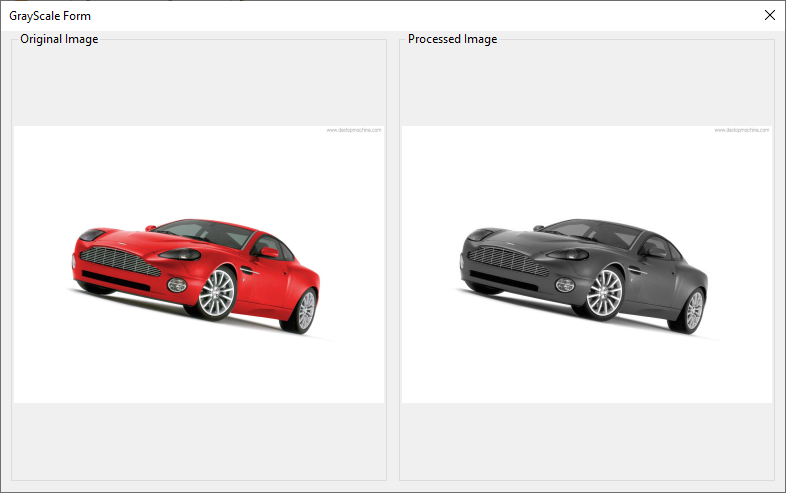 GrayScale Form
Original Image
Processed Image
www.desktopmachine.com
www.desktopmachine.com